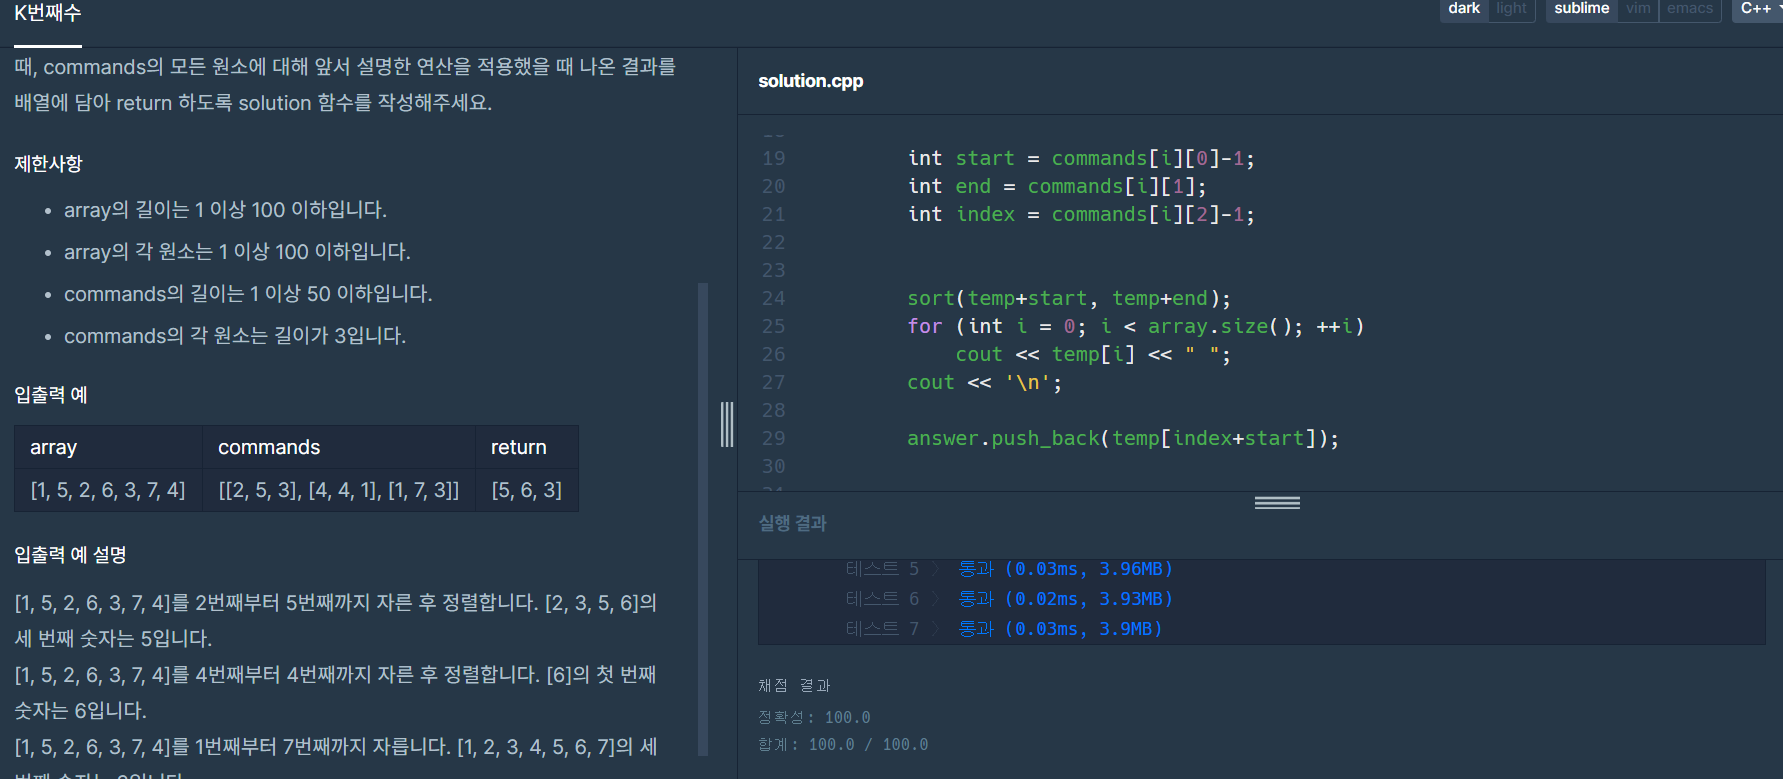 K번째수
dark light sublime vim emacs C++
때, commands의 모든 원소에 대해 앞서 설명한 연산을 적용했을 때 나온 결과를
배열에 담아 return 하도록 solution 함수를 작성해주세요.
제한사항
• array의 길이는 1 이상 100 이하입니다.
• array의 각 원소는 1 이상 100 이하입니다.
• commands의 길이는 1 이상 50 이하입니다.
• commands의 각 원소는 길이가 3입니다.
입출력 예
array commands return
[1, 5, 2, 6, 3, 7, 4] [[2, 5, 3], [4, 4, 1], [1, 7, 3]] [5, 6, 3]
입출력 예 설명
[1, 5, 2, 6, 3, 7, 4]를 2번째부터 5번째까지 자른 후 정렬합니다. [2, 3, 5, 6]의
세 번째 숫자는 5입니다.
[1, 5, 2, 6, 3, 7, 4]를 4번째부터 4번째까지 자른 후 정렬합니다. [6]의 첫 번째
숫자는 6입니다.
[1, 5, 2, 6, 3, 7, 4]를 1번째부터 7번째까지 자릅니다. [1, 2, 3, 4, 5, 6, 7]의 세
solution.cpp
19 int start = commands[i][0]-1;
20 int end = commands[i][1];
21 int index = commands[i][2]-1;
22
23
24 sort(temp+start, temp+end);
25 for (int i = 0; i < array.size(); ++i)
26 cout << temp[i] << " ";
27 cout << '\n';
28
29 answer.push_back(temp[index+start]);
30
실행 결과
테스트 5 〉 통과 (0.03ms, 3.96MB)
테스트 6 〉 통과 (0.02ms, 3.93MB)
테스트 7 〉 통과 (0.03ms, 3.9MB)
채점 결과
정확성: 100.0
합계: 100.0 / 100.0